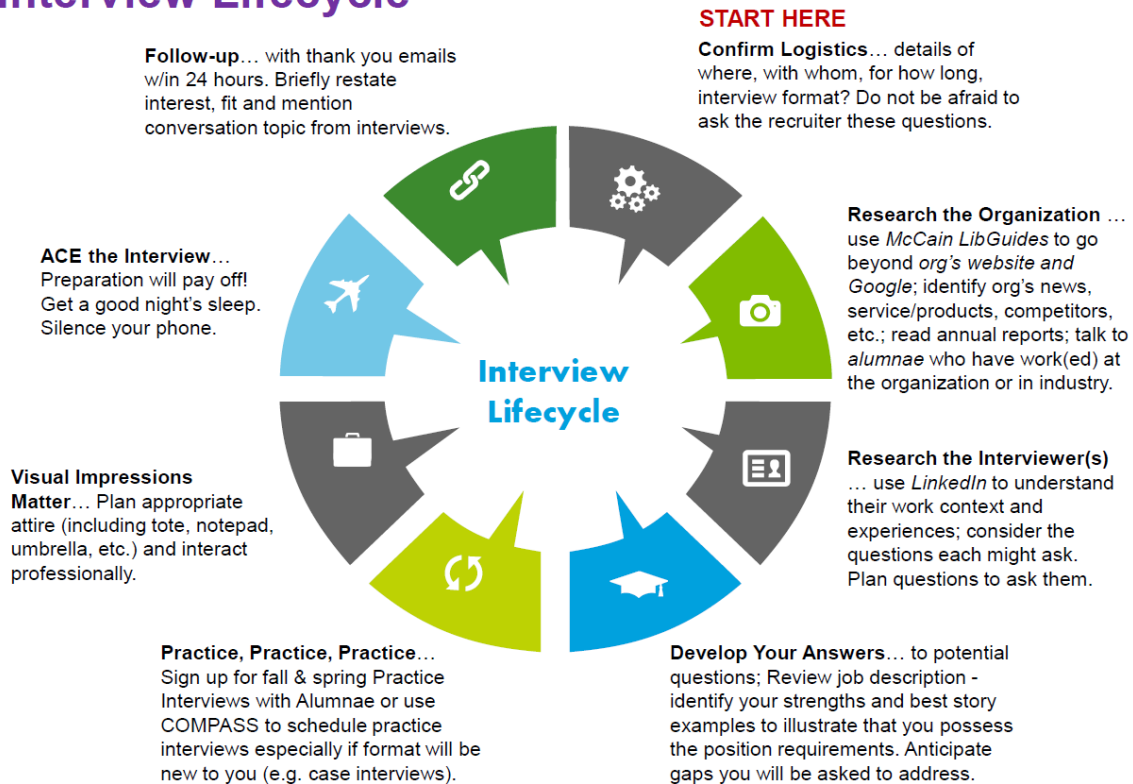 Interview Lifecycle
START HERE
Confirm Logistics… details of
where, with whom, for how long,
interview format? Do not be afraid to
ask the recruiter these questions.
Research the Organization …
use McCain LibGuides to go
beyond org's website and
Google; identify org's news,
service/products, competitors,
etc.; read annual reports; talk to
alumnae who have work(ed) at
the organization or in industry.
Research the Interviewer(s)
… use LinkedIn to understand
their work context and
experiences; consider the
questions each might ask.
Plan questions to ask them.
Develop Your Answers… to potential
questions; Review job description -
identify your strengths and best story
examples to illustrate that you possess
the position requirements. Anticipate
gaps you will be asked to address.
Practice, Practice, Practice…
Sign up for fall & spring Practice
Interviews with Alumnae or use
COMPASS to schedule practice
interviews especially if format will be
new to you (e.g. case interviews).
Visual Impressions
Matter… Plan appropriate
attire (including tote, notepad,
umbrella, etc.) and interact
professionally.
ACE the Interview…
Preparation will pay off!
Get a good night's sleep.
Silence your phone.
Follow-up… with thank you emails
w/in 24 hours. Briefly restate
interest, fit and mention
conversation topic from interviews.
Interview
Lifecycle